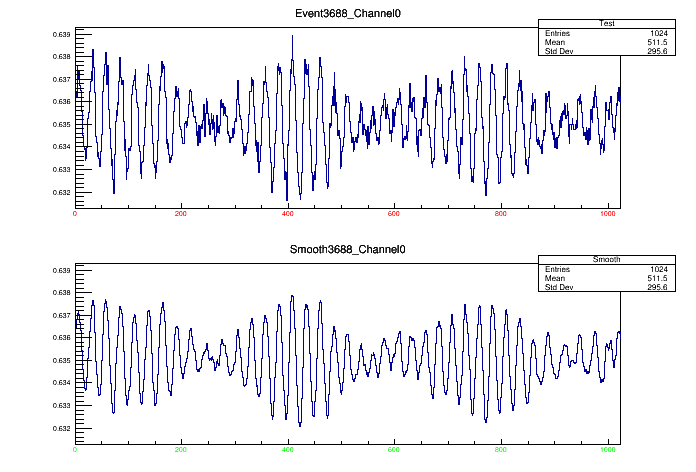 Event3688_Channel0
Test
Entries 1024
Mean 511.5
Std Dev 295.6
0.639
0.638
0.637
0.636
0.635
0.634
0.633
0.632
0 200 400 600 800 1000
Smooth3688_Channel0
Smooth
Entries 1024
Mean 511.5
Std Dev 295.6
0.639
0.638
0.637
0.636
0.635
0.634
0.633
0.632
0 200 400 600 800 1000